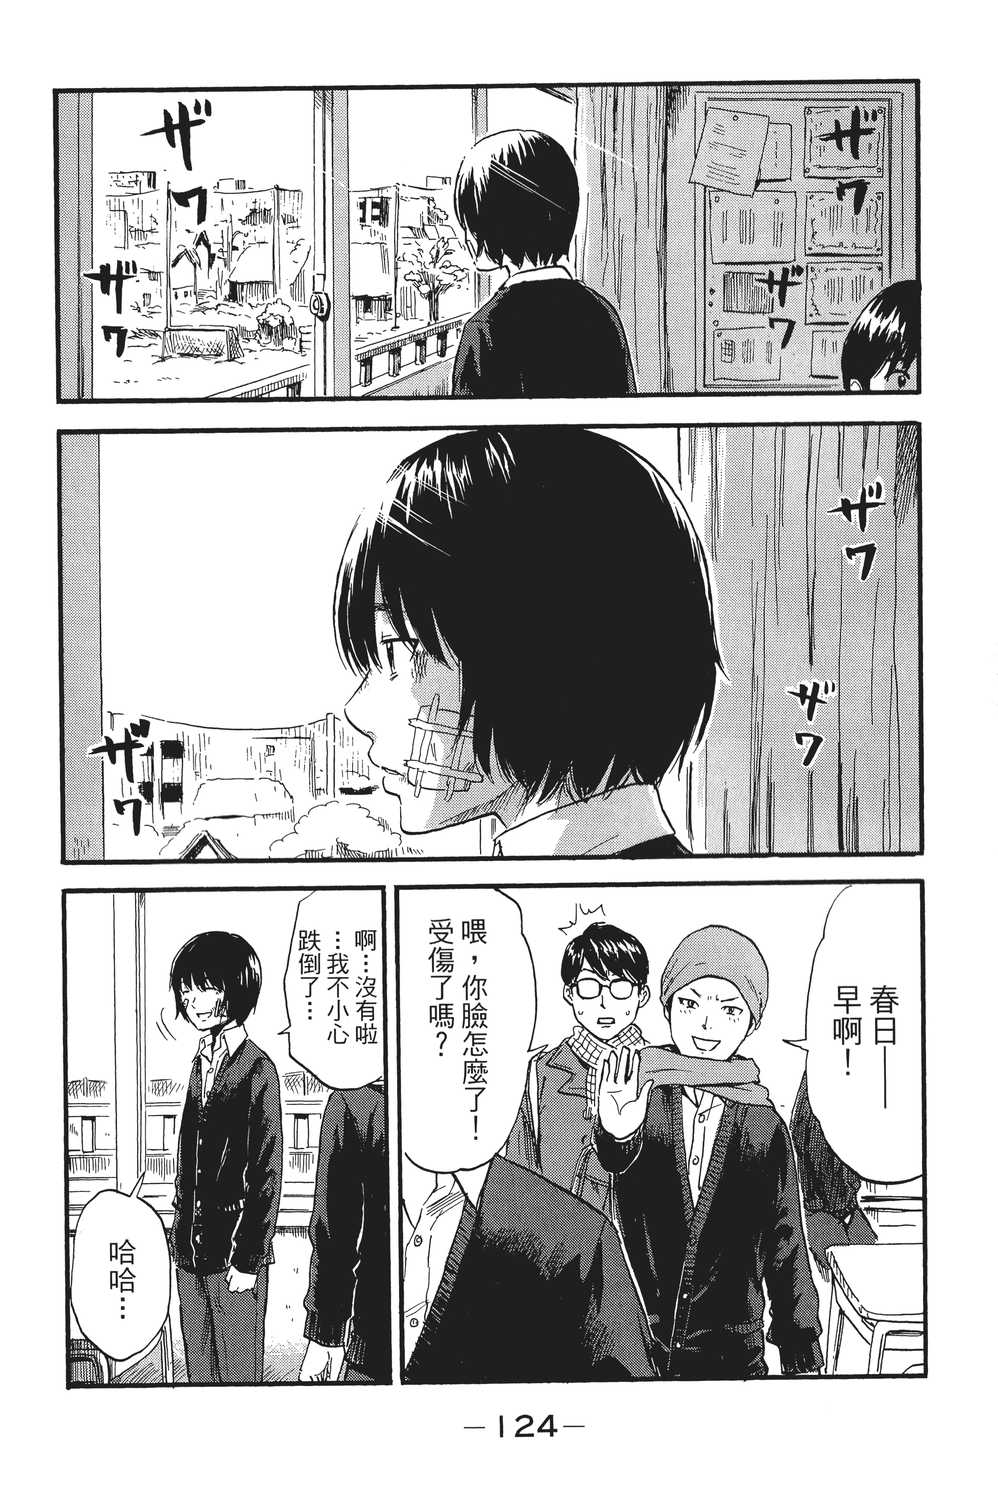 ザワ
ザワ
ザワ
ザワ
ザワ
ザワ
ザワ
春日——
早啊！
喂，你臉怎麼了！
受傷了嗎？
啊…沒有啦
…我不小心
跌倒了…
哈哈…
—124—